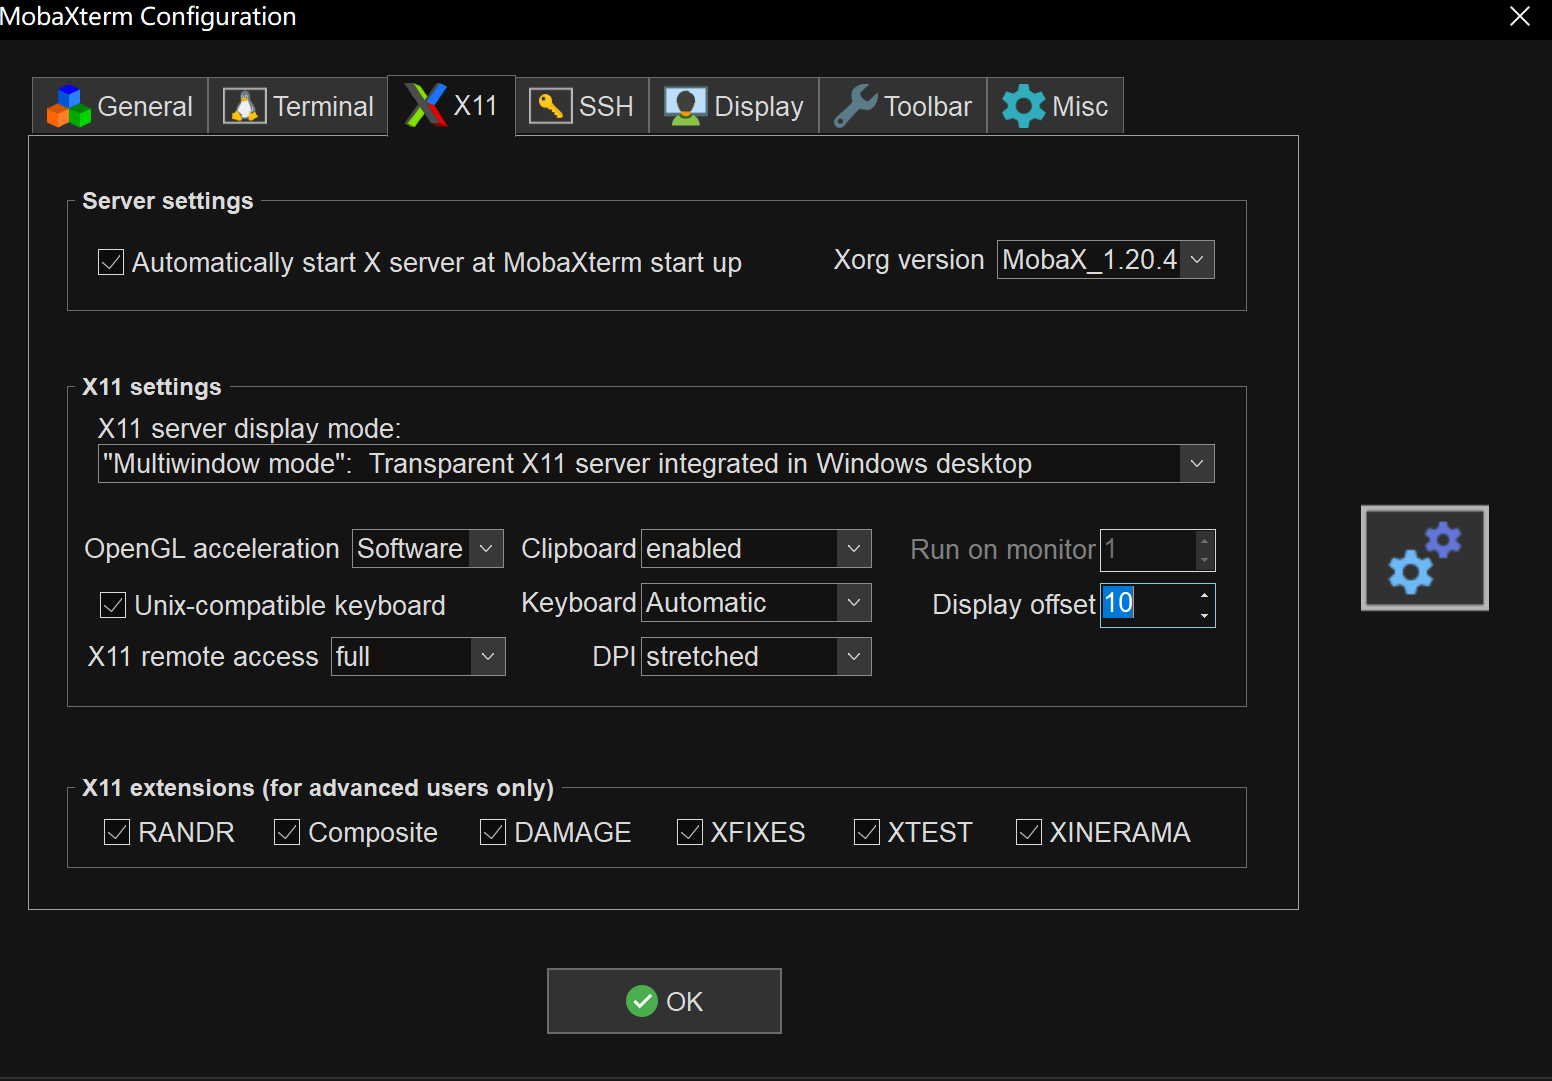 MobaXterm Configuration
General Terminal X11 SSH Display Toolbar Misc
Server settings
Automatically start X server at MobaXterm start up Xorg version MobaX_1.20.4
X11 settings
X11 server display mode:
"Multiwindow mode": Transparent X11 server integrated in Windows desktop
OpenGL acceleration Software Clipboard enabled Run on monitor 1
Unix-compatible keyboard Keyboard Automatic Display offset 10
X11 remote access full DPI stretched
X11 extensions (for advanced users only)
RANDR Composite DAMAGE XFIXES XTEST XINERAMA
OK